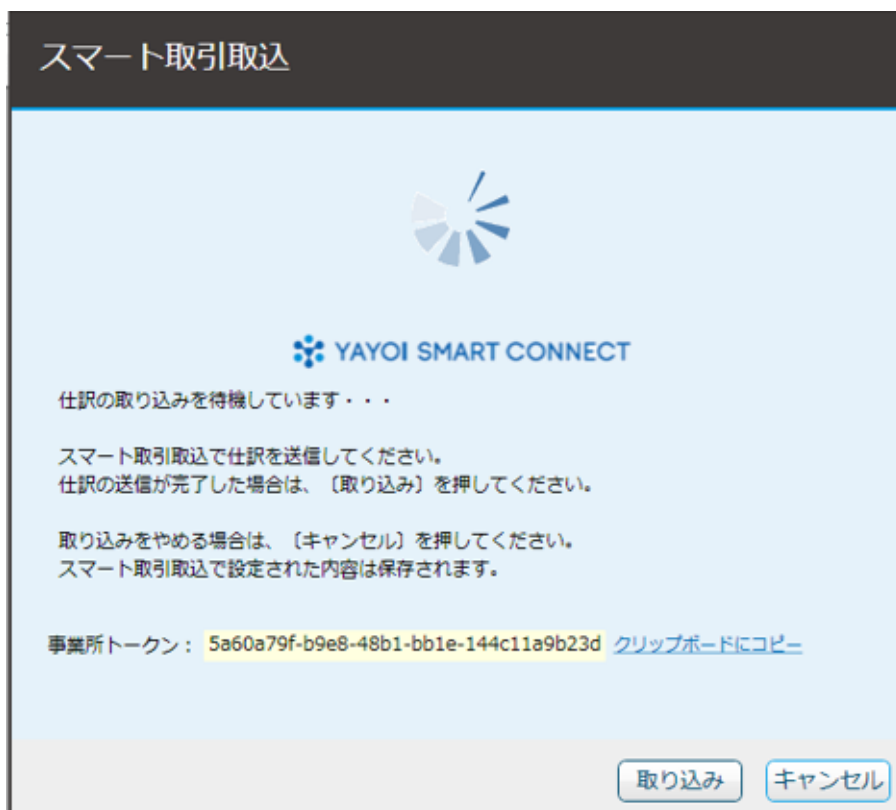 スマート取引取込
YAYOI SMART CONNECT
仕訳の取り込みを待機しています・・・
スマート取引取込で仕訳を送信してください。
仕訳の送信が完了した場合は、〔取り込み〕を押してください。
取り込みをやめる場合は、〔キャンセル〕を押してください。
スマート取引取込で設定された内容は保存されます。
事業所トークン： 5a60a79f-b9e8-48b1-bb1e-144c11a9b23d クリップボードにコピー
取り込み キャンセル